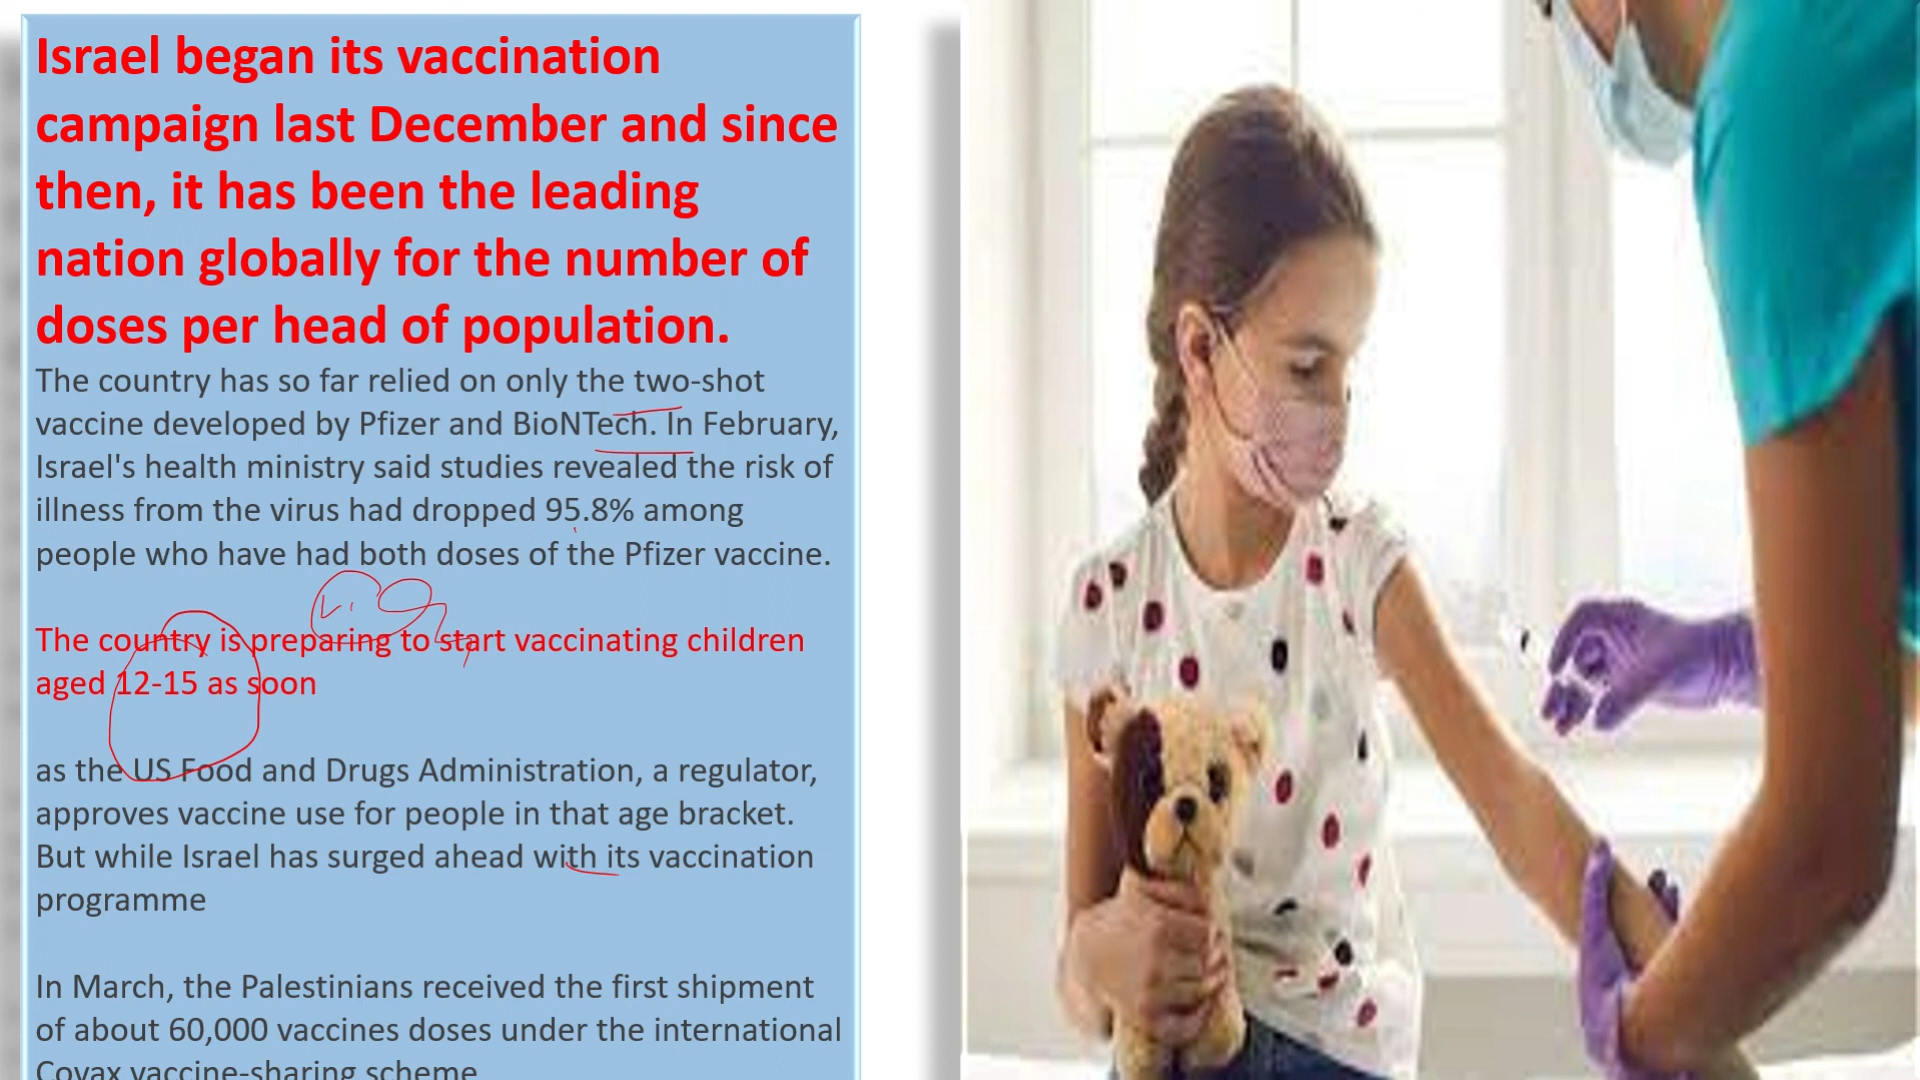 Israel began its vaccination
campaign last December and since
then, it has been the leading
nation globally for the number of
doses per head of population.
The country has so far relied on only the two-shot
vaccine developed by Pfizer and BioNTech. In February,
Israel's health ministry said studies revealed the risk of
illness from the virus had dropped 95.8% among
people who have had both doses of the Pfizer vaccine.
The country is preparing to start vaccinating children
aged 12-15 as soon
as the US Food and Drugs Administration, a regulator,
approves vaccine use for people in that age bracket.
But while Israel has surged ahead with its vaccination
programme
In March, the Palestinians received the first shipment
of about 60,000 vaccines doses under the international
Covax vaccine-sharing scheme